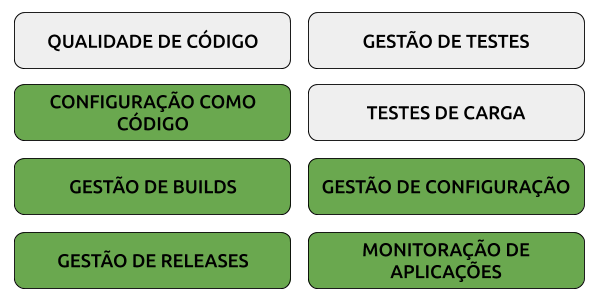 QUALIDADE DE CÓDIGO
GESTÃO DE TESTES
CONFIGURAÇÃO COMO
CÓDIGO
TESTES DE CARGA
GESTÃO DE BUILDS
GESTÃO DE CONFIGURAÇÃO
GESTÃO DE RELEASES
MONITORAÇÃO DE
APLICAÇÕES